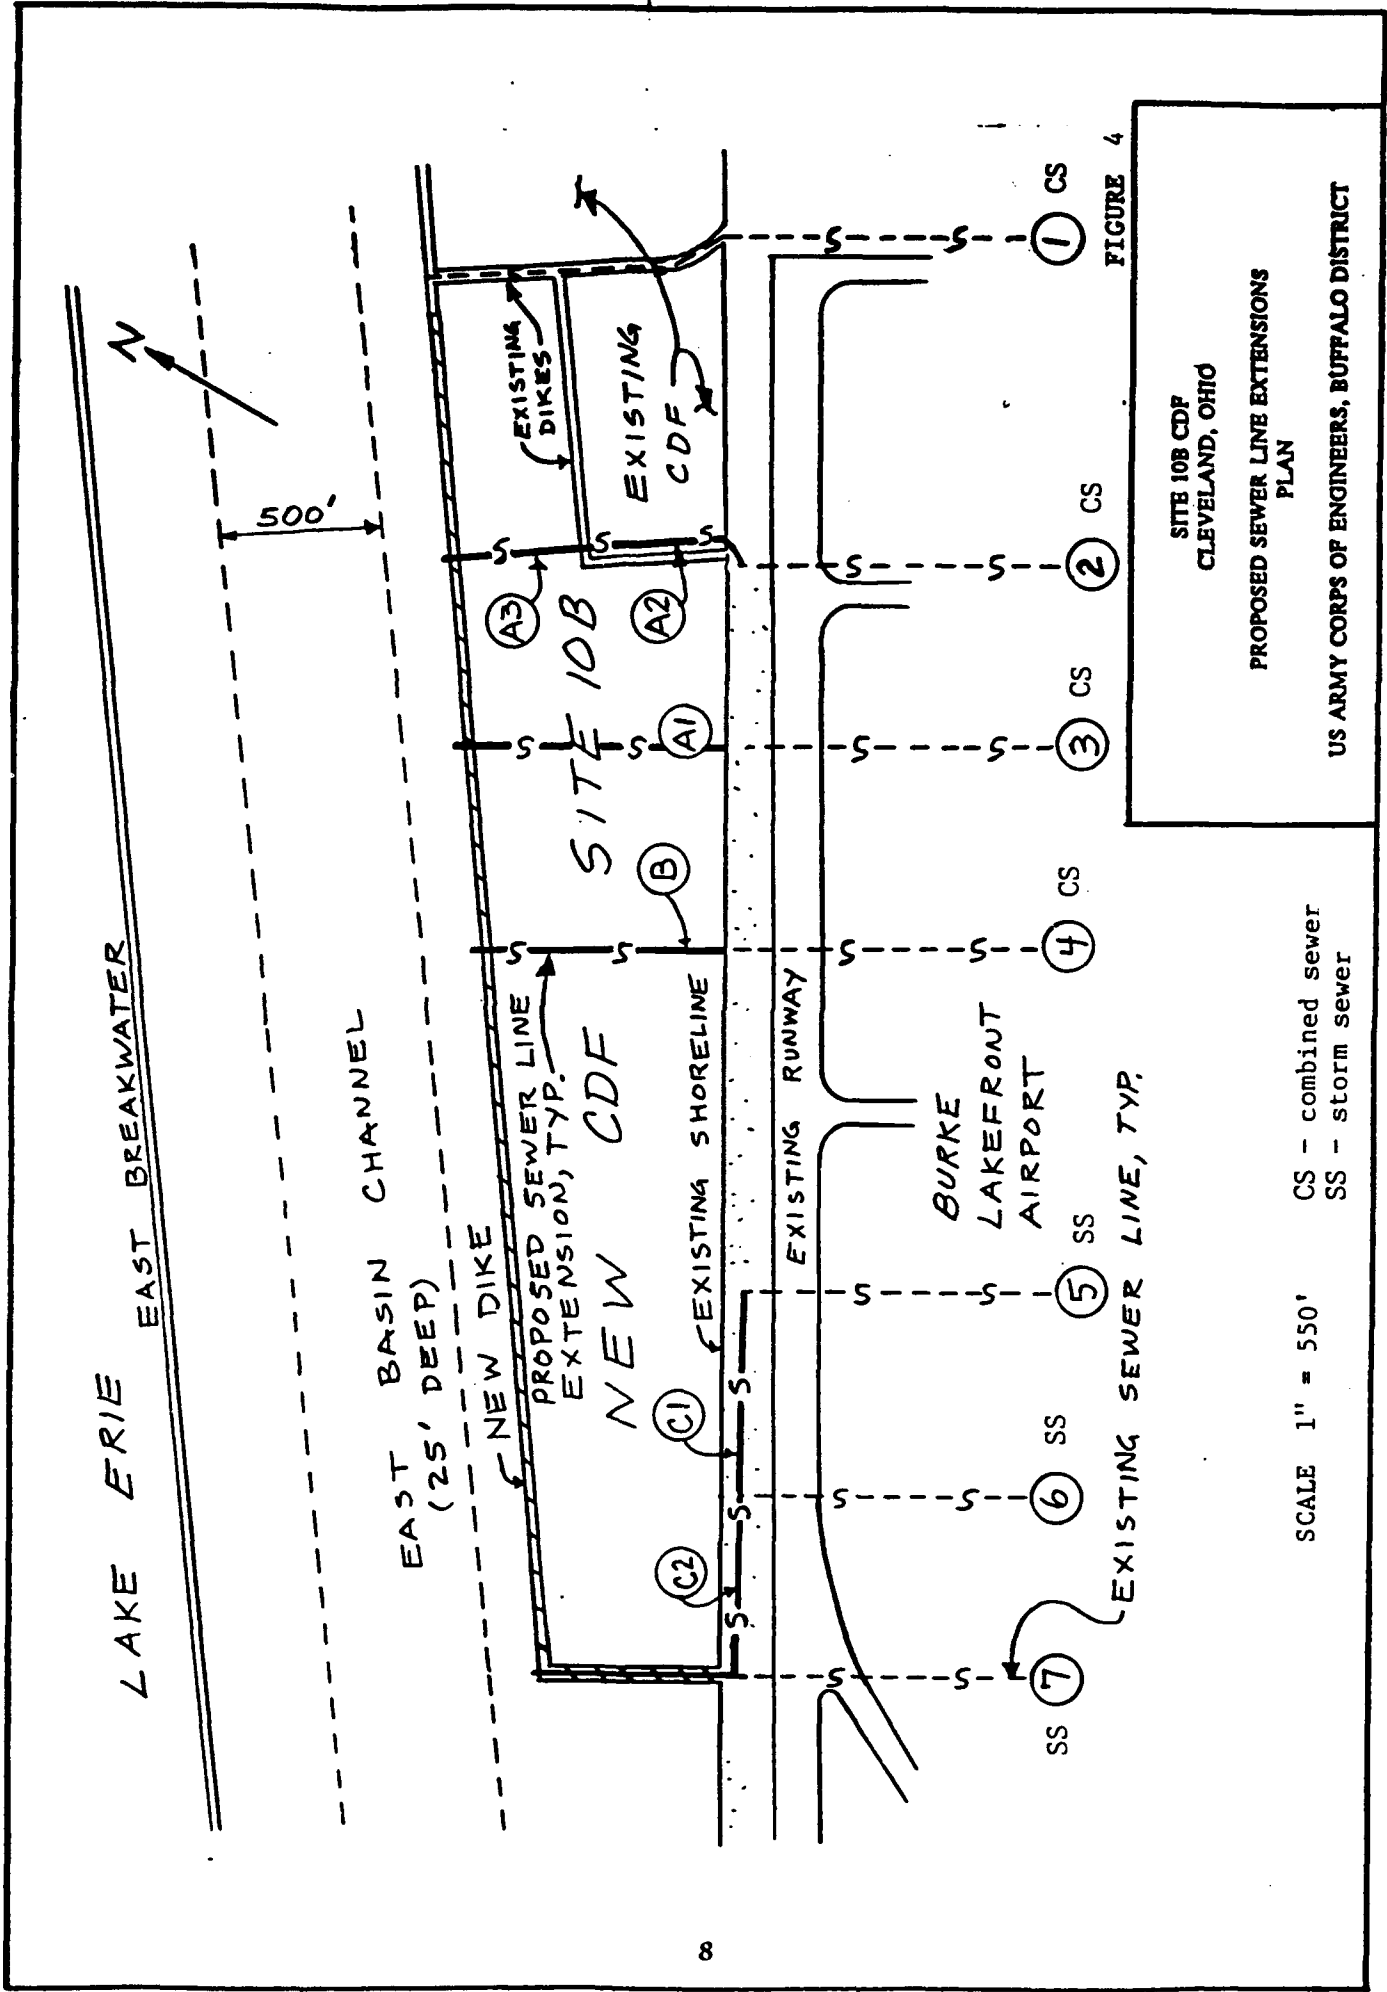 LAKE ERIE
EAST BREAKWATER
N
500'
EAST BASIN CHANNEL
(25' DEEP)
NEW DIKE
PROPOSED SEWER LINE
EXTENSION, TYP.
NEW CDF
SITE 10B
EXISTING
DIKES
EXISTING
CDF
A3
A2
A1
B
C1
C2
S
S
S
S
S
S
S
S
S
S
S
EXISTING SHORELINE
EXISTING RUNWAY
BURKE
LAKEFRONT
AIRPORT
S
S
S
S
S
S
S
S
S
S
S
S
S
S
SS 7
6 SS
5 SS
4 CS
3 CS
2 CS
1 CS
EXISTING SEWER LINE, TYP.
FIGURE 4
SCALE 1" = 550'
CS - combined sewer
SS - storm sewer
SITE 10B CDF
CLEVELAND, OHIO
PROPOSED SEWER LINE EXTENSIONS
PLAN
US ARMY CORPS OF ENGINEERS, BUFFALO DISTRICT
8